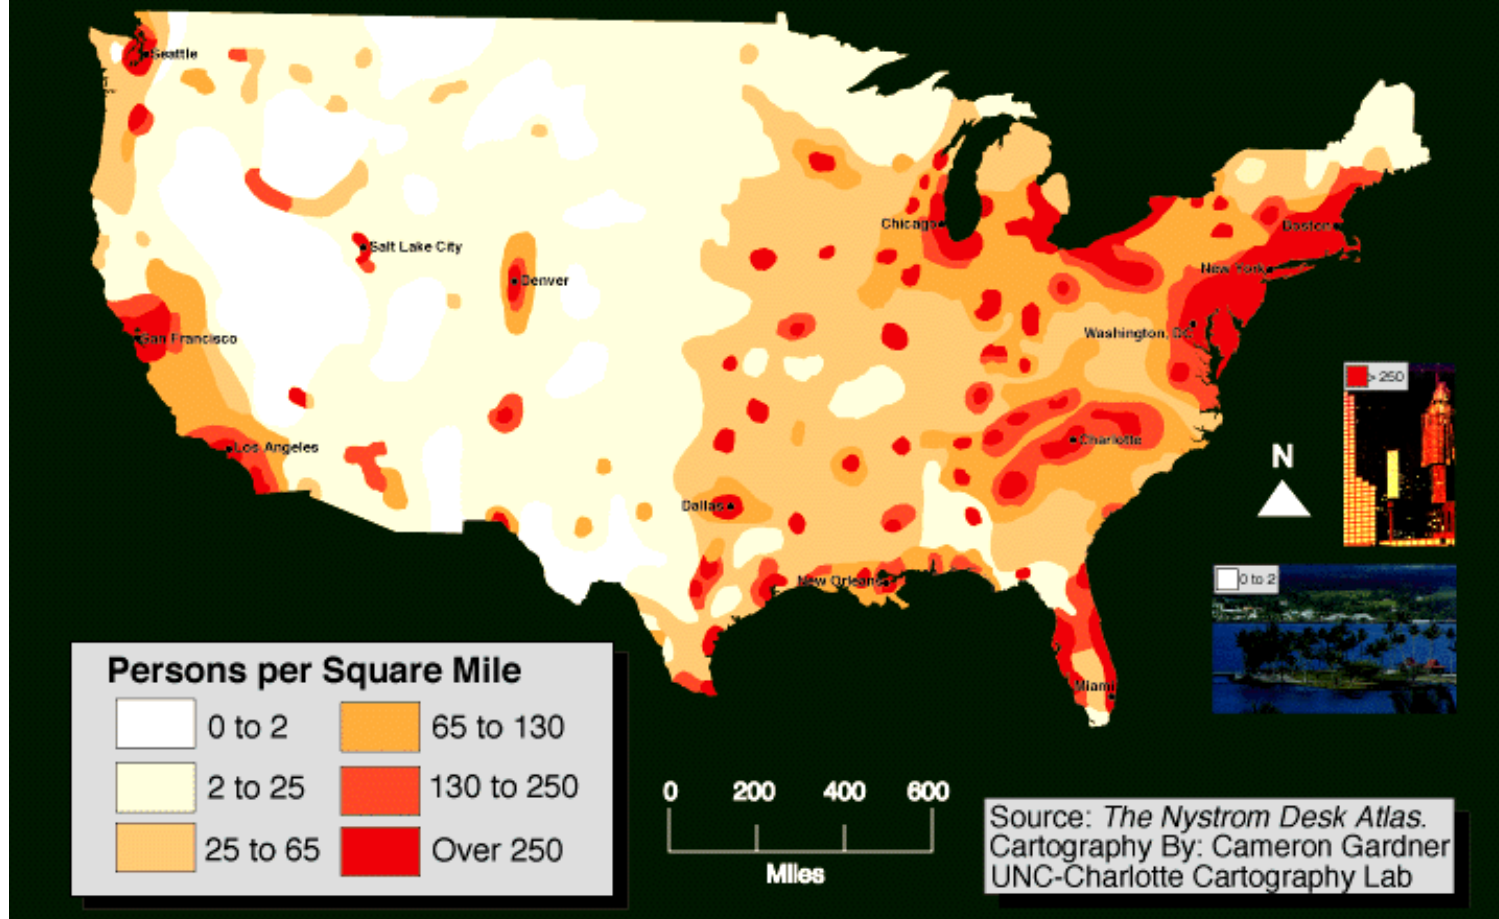 Seattle
Salt Lake City
Denver
San Francisco
Los Angeles
Dallas
New Orleans
Chicago
Boston
New York
Washington, DC
Charlotte
Miami
> 250
N
0 to 2
Persons per Square Mile
0 to 2
65 to 130
2 to 25
130 to 250
25 to 65
Over 250
0 200 400 600
Miles
Source: The Nystrom Desk Atlas.
Cartography By: Cameron Gardner
UNC-Charlotte Cartography Lab